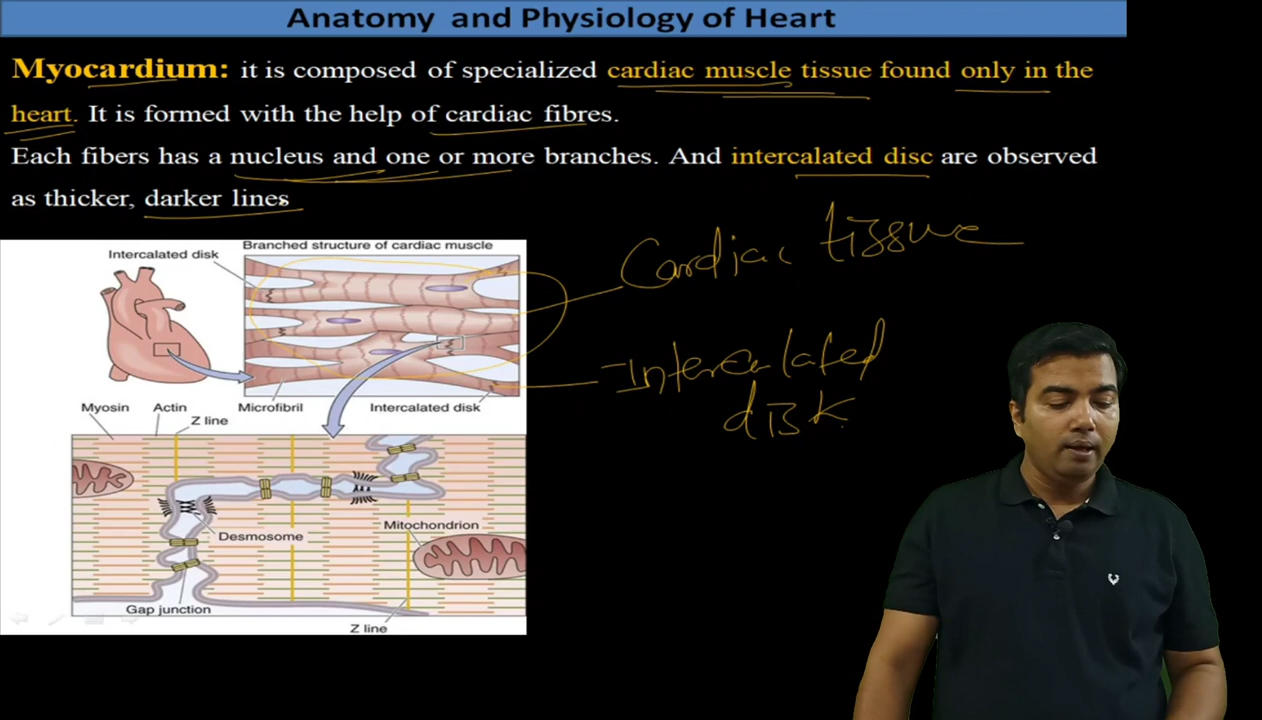 Anatomy and Physiology of Heart
Myocardium: it is composed of specialized cardiac muscle tissue found only in the
heart. It is formed with the help of cardiac fibres.
Each fibers has a nucleus and one or more branches. And intercalated disc are observed
as thicker, darker lines
Cardiac tissue
Branched structure of cardiac muscle
Intercalated disk
Intercalated
disk
Microfibril
Intercalated disk
Myosin
Actin
Z line
Mitochondrion
Desmosome
Gap junction
Z line